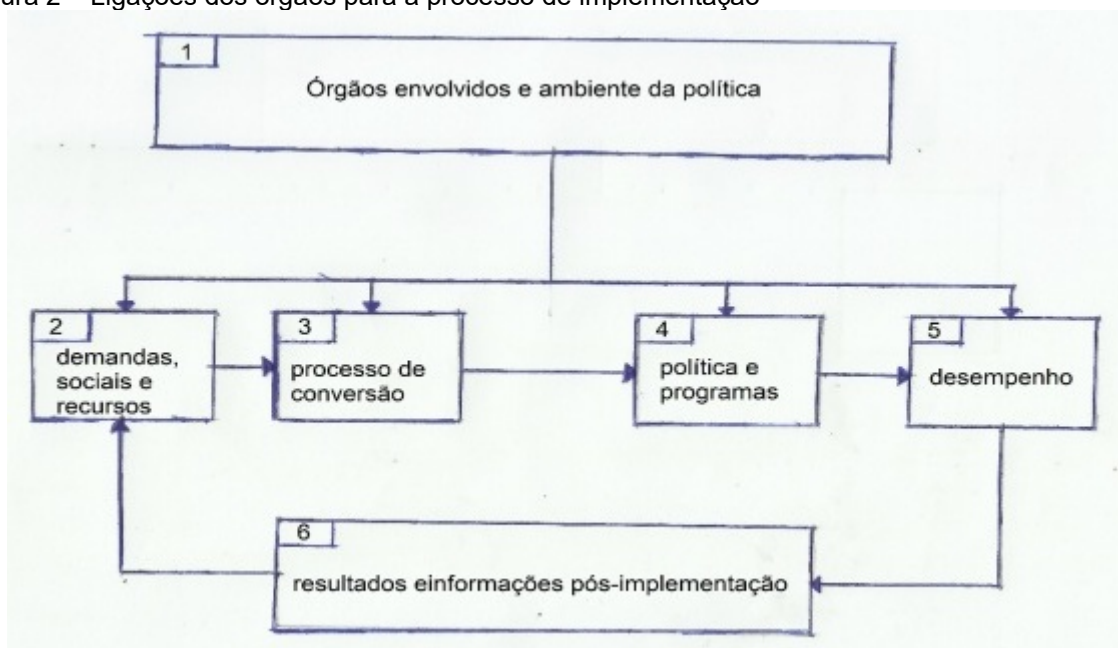 ura 2 – Ligações dos órgãos para a processo de implementação
1
Órgãos envolvidos e ambiente da política
2
demandas,
sociais e
recursos
3
processo de
conversão
4
política e
programas
5
desempenho
6
resultados einformações pós-implementação